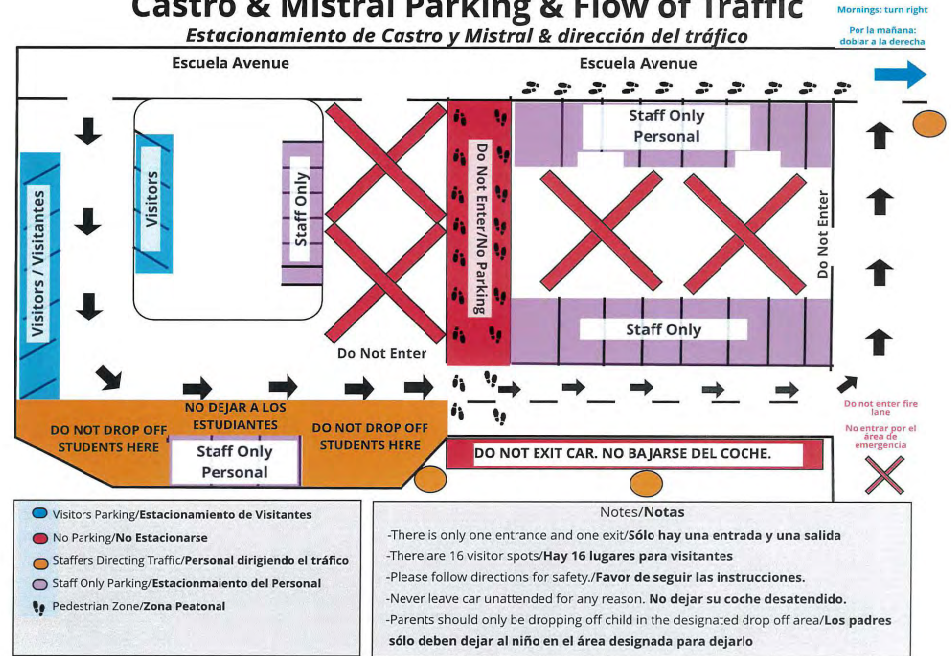 Castro & Mistral Parking & Flow of Traffic
Estacionamiento de Castro y Mistral & dirección del tráfico
Mornings: turn right
Por la mañana:
doblar a la derecha
Escuela Avenue
Escuela Avenue
Visitors / Visitantes
Visitors
Staff Only
Do Not Enter
Do Not Enter/No Parking
Staff Only
Personal
Do Not Enter
Staff Only
DO NOT DROP OFF
STUDENTS HERE
NO DEJAR A LOS
ESTUDIANTES
Staff Only
Personal
DO NOT DROP OFF
STUDENTS HERE
DO NOT EXIT CAR. NO BAJARSE DEL COCHE.
Do not enter fire
lane
No entrar por el
área de
emergencia
Visitors Parking/Estacionamiento de Visitantes
No Parking/No Estacionarse
Staffers Directing Traffic/Personal dirigiendo el tráfico
Staff Only Parking/Estacionmaiento del Personal
Pedestrian Zone/Zona Peatonal
Notes/Notas
-There is only one entrance and one exit/Sólo hay una entrada y una salida
-There are 16 visitor spots/Hay 16 lugares para visitantes
-Please follow directions for safety./Favor de seguir las instrucciones.
-Never leave car unattended for any reason. No dejar su coche desatendido.
-Parents should only be dropping off child in the designated drop off area/Los padres
sólo deben dejar al niño en el área designada para dejarlo